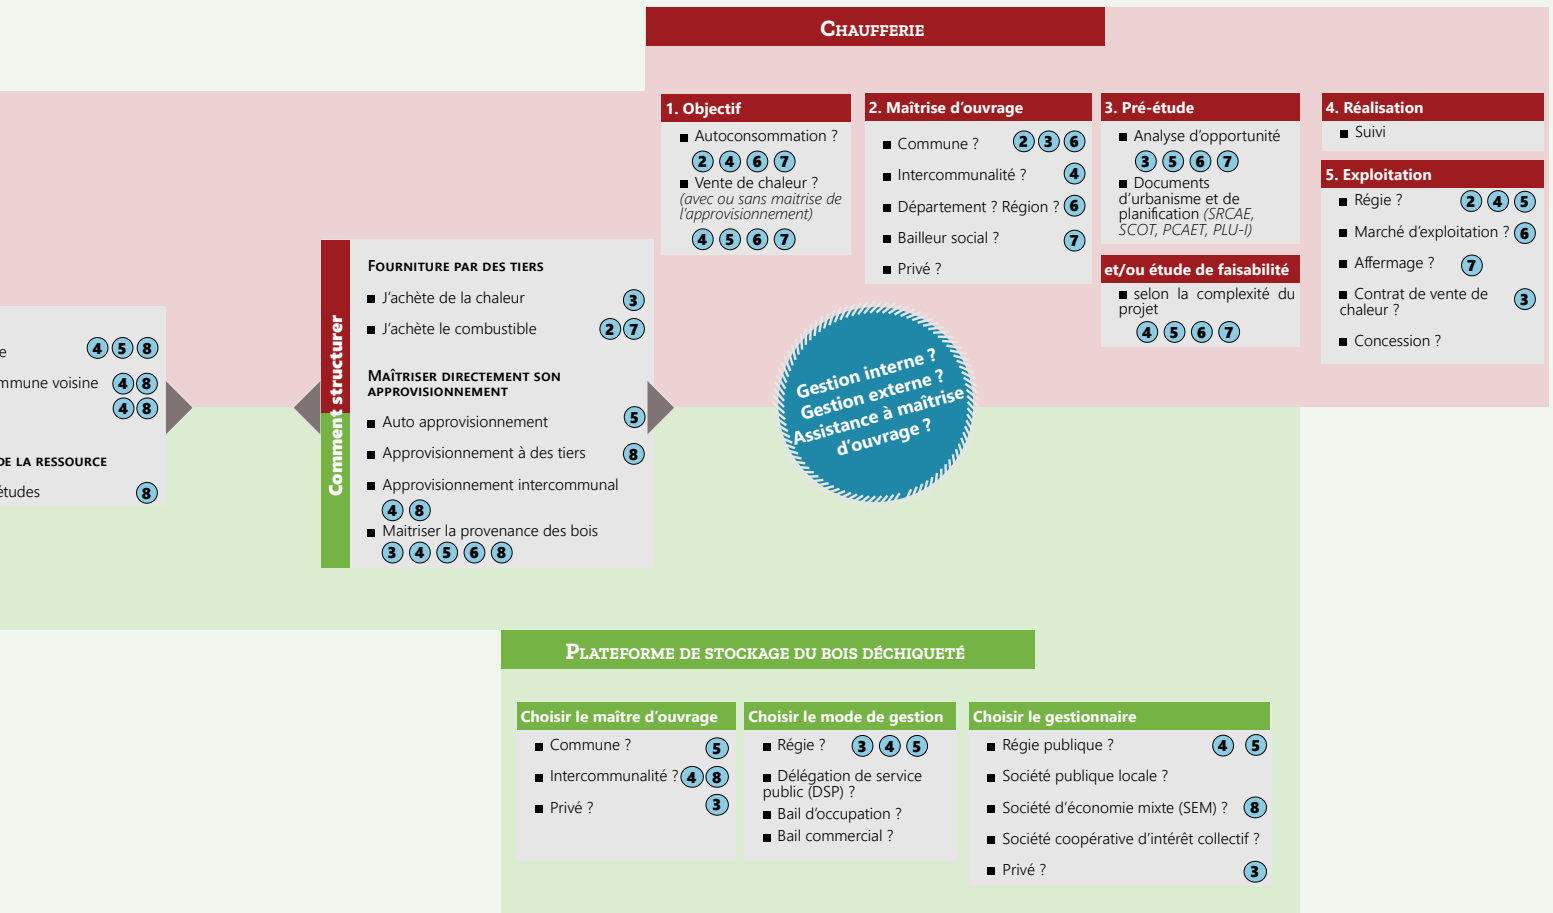 CHAUFFERIE
1. Objectif
■ Autoconsommation ?
2 4 6 7
■ Vente de chaleur ?
(avec ou sans maitrise de
l'approvisionnement)
4 5 6 7
2. Maîtrise d'ouvrage
■ Commune ? 2 3 6
■ Intercommunalité ? 4
■ Département ? Région ? 6
■ Bailleur social ? 7
■ Privé ?
3. Pré-étude
■ Analyse d'opportunité
3 5 6 7
■ Documents
d'urbanisme et de
planification (SRCAE,
SCOT, PCAET, PLU-I)
et/ou étude de faisabilité
■ selon la complexité du
projet
4 5 6 7
4. Réalisation
■ Suivi
5. Exploitation
■ Régie ? 2 4 5
■ Marché d'exploitation ? 6
■ Affermage ? 7
■ Contrat de vente de
chaleur ? 3
■ Concession ?
e 4 5 8
mmune voisine 4 8
4 8
DE LA RESSOURCE
études 8
Comment structurer
FOURNITURE PAR DES TIERS
■ J'achète de la chaleur 3
■ J'achète le combustible 2 7
MAÎTRISER DIRECTEMENT SON
APPROVISIONNEMENT
■ Auto approvisionnement 5
■ Approvisionnement à des tiers 8
■ Approvisionnement intercommunal
4 8
■ Maitriser la provenance des bois
3 4 5 6 8
Gestion interne ?
Gestion externe ?
Assistance à maîtrise
d'ouvrage ?
PLATEFORME DE STOCKAGE DU BOIS DÉCHIQUETÉ
Choisir le maître d'ouvrage
■ Commune ? 5
■ Intercommunalité ? 4 8
■ Privé ? 3
Choisir le mode de gestion
■ Régie ? 3 4 5
■ Délégation de service
public (DSP) ?
■ Bail d'occupation ?
■ Bail commercial ?
Choisir le gestionnaire
■ Régie publique ? 4 5
■ Société publique locale ?
■ Société d'économie mixte (SEM) ? 8
■ Société coopérative d'intérêt collectif ?
■ Privé ? 3